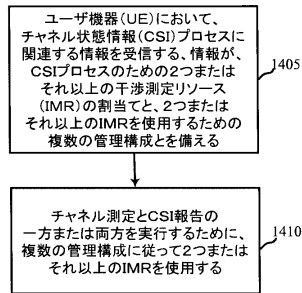 ユーザ機器(UE)において、
チャネル状態情報(CSI)プロセスに
関連する情報を受信する、情報が、
CSIプロセスのための2つまたは
それ以上の干渉測定リソース
(IMR)の割当てと、2つまたは
それ以上のIMRを使用するための
複数の管理構成とを備える
1405
チャネル測定とCSI報告の
一方または両方を実行するために、
複数の管理構成に従って2つまたは
それ以上のIMRを使用する
1410